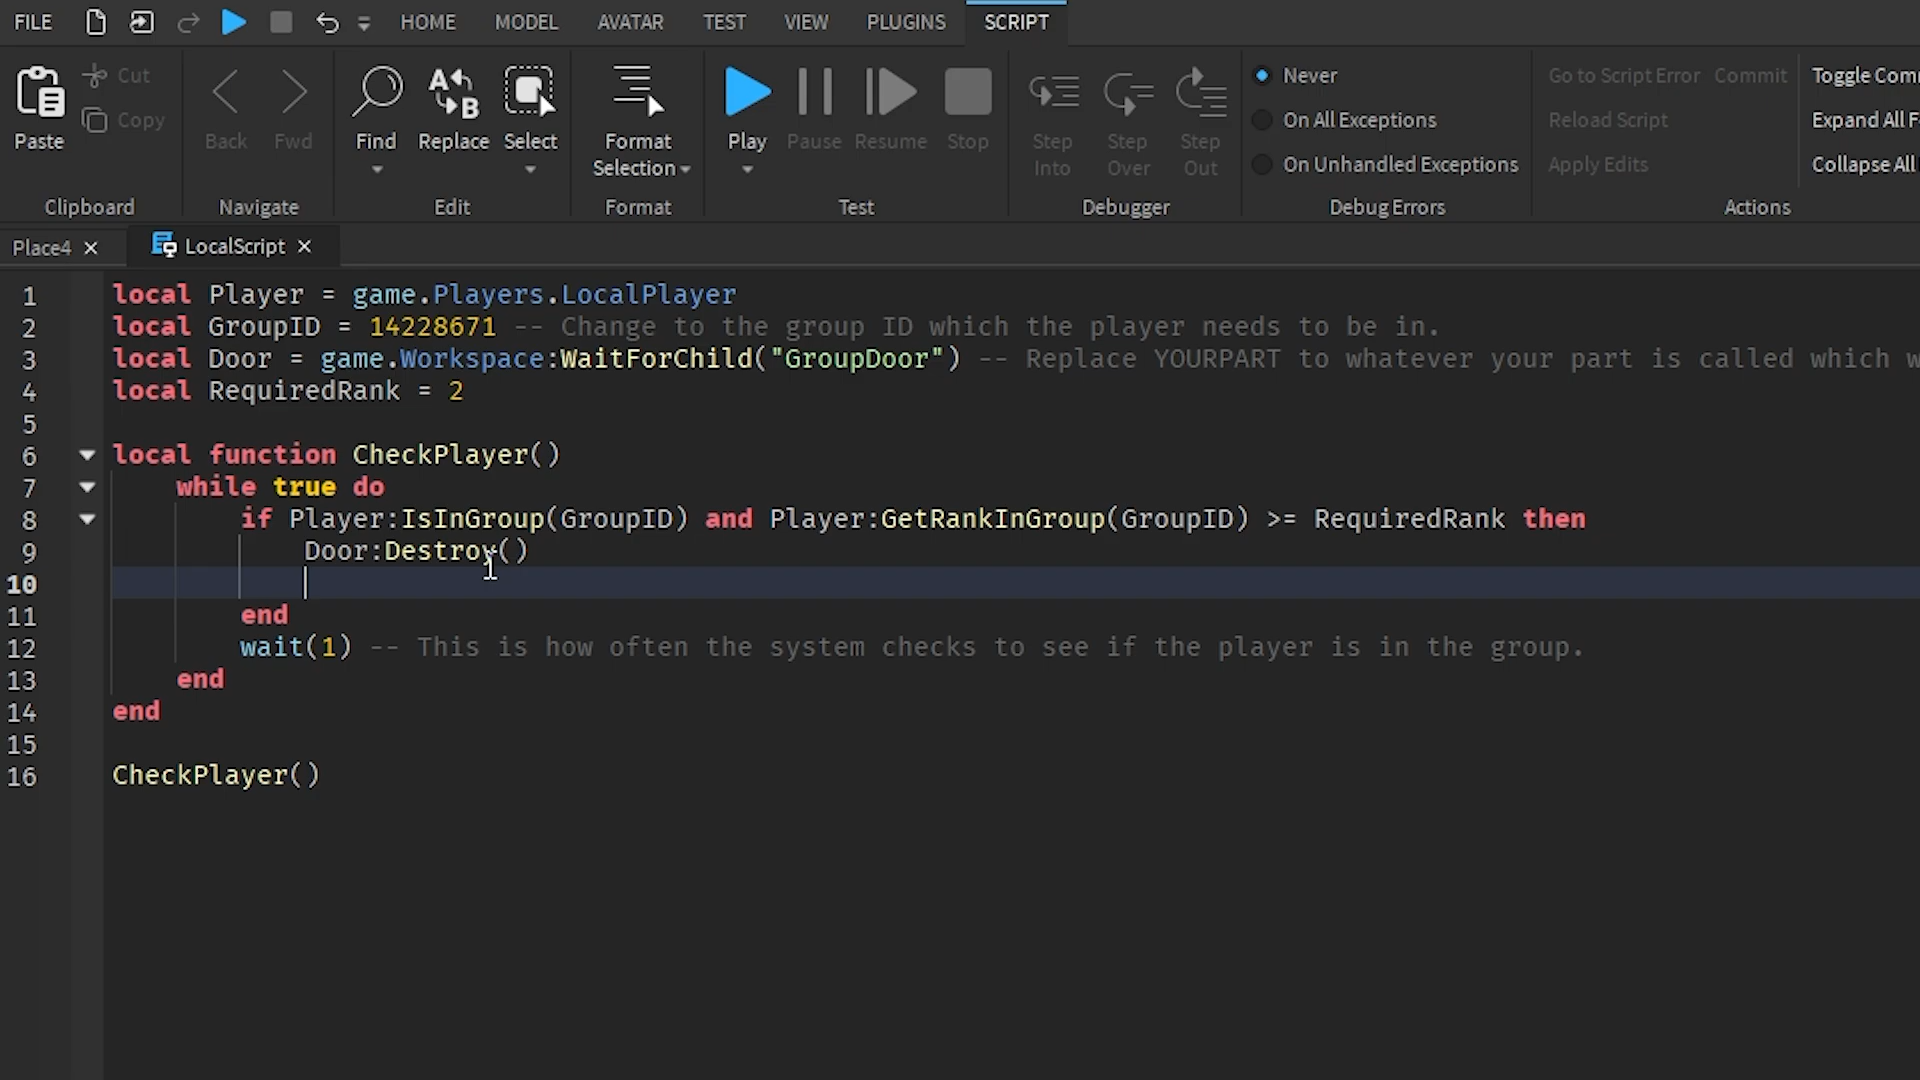 FILE HOME MODEL AVATAR TEST VIEW PLUGINS SCRIPT
Paste Cut Copy Back Fwd Find Replace Select Format Selection Play Pause Resume Stop Step Into Step Over Step Out
Never
On All Exceptions
On Unhandled Exceptions
Go to Script Error Commit
Reload Script
Apply Edits
Toggle Com
Expand All F
Collapse All
Clipboard Navigate Edit Format Test Debugger Debug Errors Actions
Place4 LocalScript
1 local Player = game.Players.LocalPlayer
2 local GroupID = 14228671 -- Change to the group ID which the player needs to be in.
3 local Door = game.Workspace:WaitForChild("GroupDoor") -- Replace YOURPART to whatever your part is called which w
4 local RequiredRank = 2
5
6 local function CheckPlayer()
7 while true do
8 if Player:IsInGroup(GroupID) and Player:GetRankInGroup(GroupID) >= RequiredRank then
9 Door:Destroy()
10
11 end
12 wait(1) -- This is how often the system checks to see if the player is in the group.
13 end
14 end
15
16 CheckPlayer()